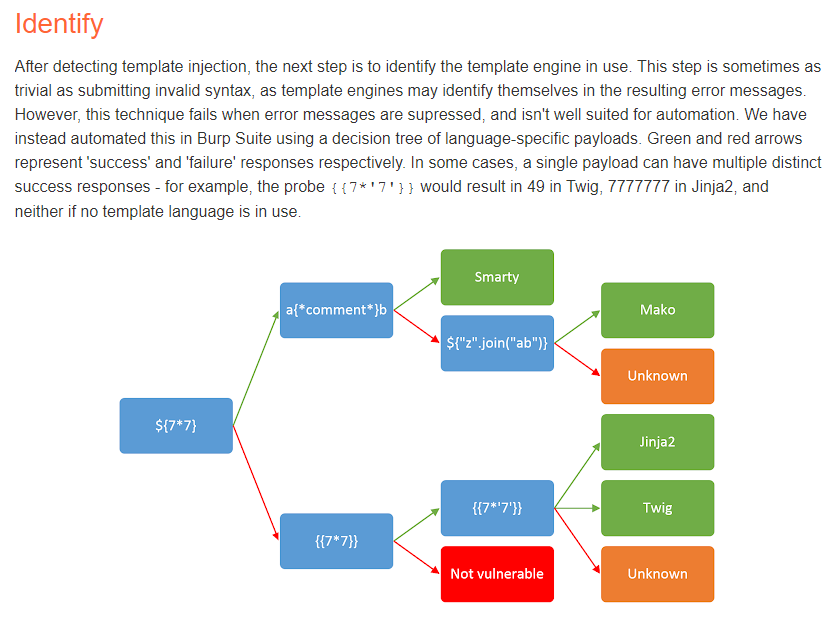 Identify
After detecting template injection, the next step is to identify the template engine in use. This step is sometimes as
trivial as submitting invalid syntax, as template engines may identify themselves in the resulting error messages.
However, this technique fails when error messages are supressed, and isn't well suited for automation. We have
instead automated this in Burp Suite using a decision tree of language-specific payloads. Green and red arrows
represent 'success' and 'failure' responses respectively. In some cases, a single payload can have multiple distinct
success responses - for example, the probe {{7*'7'}} would result in 49 in Twig, 7777777 in Jinja2, and
neither if no template language is in use.
Smarty
a{*comment*}b
Mako
${"z".join("ab")}
Unknown
${7*7}
Jinja2
{{7*'7'}}
Twig
{{7*7}}
Not vulnerable
Unknown